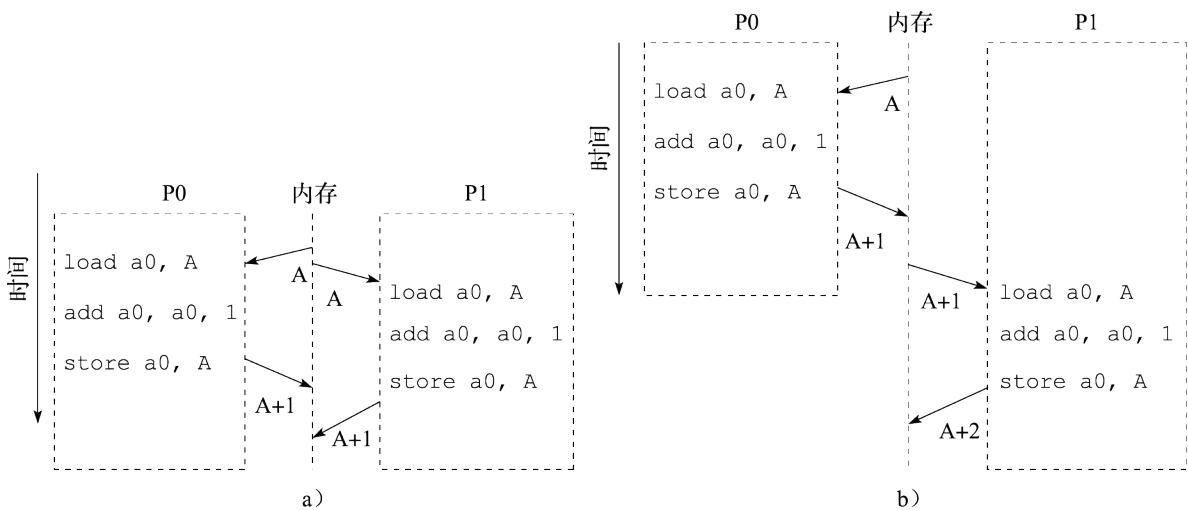 P0
内存
P1
时间
load a0, A
add a0, a0, 1
store a0, A
A
A
load a0, A
add a0, a0, 1
store a0, A
A+1
A+1
a）
P0
内存
P1
时间
load a0, A
add a0, a0, 1
store a0, A
A
A+1
A+1
load a0, A
add a0, a0, 1
store a0, A
A+2
b）